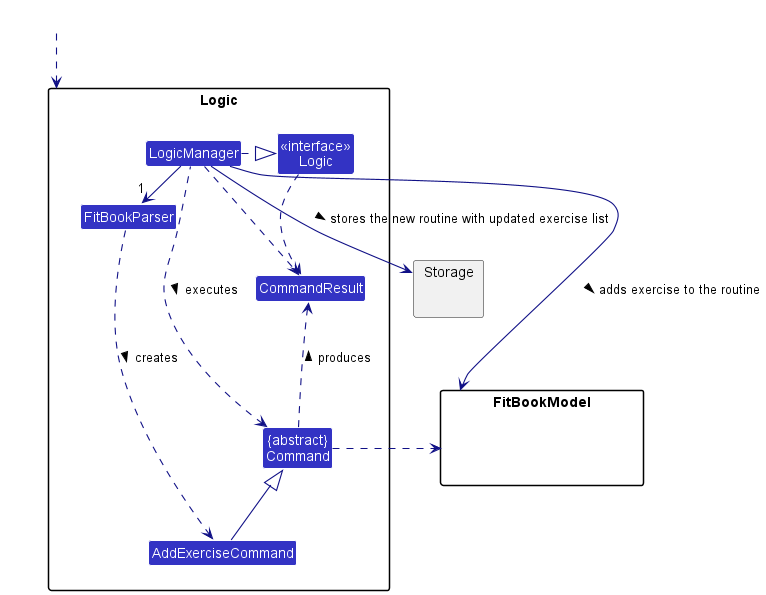 Logic
LogicManager
«interface»
Logic
1
FitBookParser
stores the new routine with updated exercise list
Storage
CommandResult
executes
adds exercise to the routine
creates
produces
FitBookModel
{abstract}
Command
AddExerciseCommand